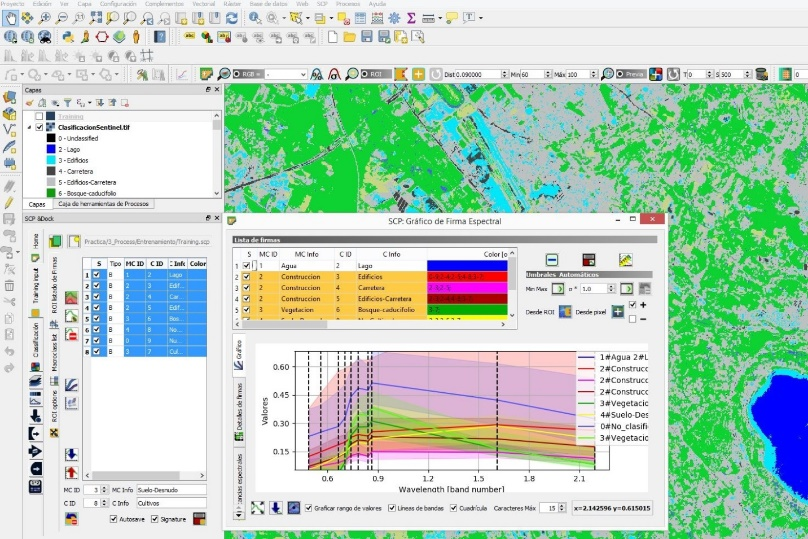 Proyecto Edición Ver Capa Configuración Complementos Vectorial Ráster Base de datos Web SCP Procesos Ayuda
RGB = - ROI Dist 0.090000 Min 60 Máx 100 Previa T 0 S 500
Capas
Training
ClasificacionSentinel.tif
0 - Unclassified
2 - Lago
3 - Edificios
4 - Carretera
5 - Edificios-Carretera
6 - Bosque-caducifolio
Capas Caja de herramientas de Procesos
SCP &Dock
Home
Training input
Clasificación
ROI listado de Firmas
Macroclass list
ROI options
Practica/3_Proceso/Entrenamiento/Training.scp
S Tipo MC ID C ID C Info Color
1 B 1 2 Lago
2 B 2 3 Edif...
3 B 2 4 Car...
4 B 2 5 Edif...
5 B 3 6 Bos...
6 B 4 8 No...
7 B 0 9 No...
8 B 3 7 Cul...
MC ID 3 MC Info Suelo-Desnudo
C ID 8 C Info Cultivos
Autosave Signature
SCP: Gráfico de Firma Espectral
Lista de firmas
S MC ID MC Info C ID C Info Color
1 1 Agua 2 Lago
2 2 Construccion 3 Edificios
3 2 Construccion 4 Carretera
4 2 Construccion 5 Edificios-Carretera
5 3 Vegetacion 6 Bosque-caducifolio
Umbrales Automáticos
Min Max σ * 1.0
Desde ROI Desde pixel + −
Gráfico
Detalles de firmas
Valores
0.60
0.45
0.30
0.15
0.6 0.9 1.2 1.5 1.8 2.1
Wavelength [band number]
1#Agua 2#L
2#Construcc
2#Construcc
2#Construcc
3#Vegetacio
4#Suelo-Des
0#No_clasific
3#Vegetacio
Graficar rango de valores Líneas de bandas Cuadrícula Caracteres Máx 15 x=2.142596 y=0.615015